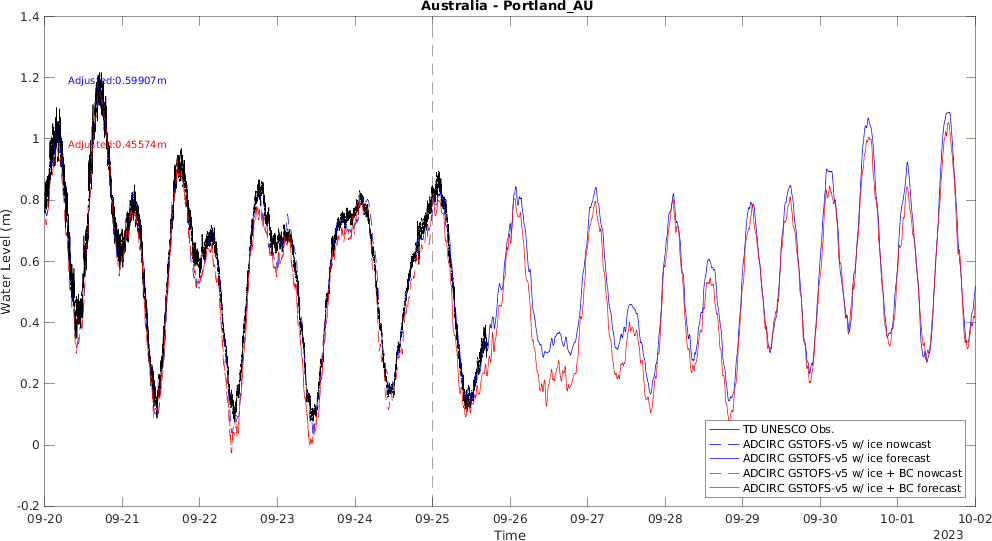 Australia - Portland_AU
1.4
1.2
1
0.8
0.6
0.4
0.2
0
-0.2
Water Level (m)
Adjusted:0.59907m
Adjusted:0.45574m
TD UNESCO Obs.
ADCIRC GSTOFS-v5 w/ ice nowcast
ADCIRC GSTOFS-v5 w/ ice forecast
ADCIRC GSTOFS-v5 w/ ice + BC nowcast
ADCIRC GSTOFS-v5 w/ ice + BC forecast
09-20 09-21 09-22 09-23 09-24 09-25 09-26 09-27 09-28 09-29 09-30 10-01 10-02
Time
2023